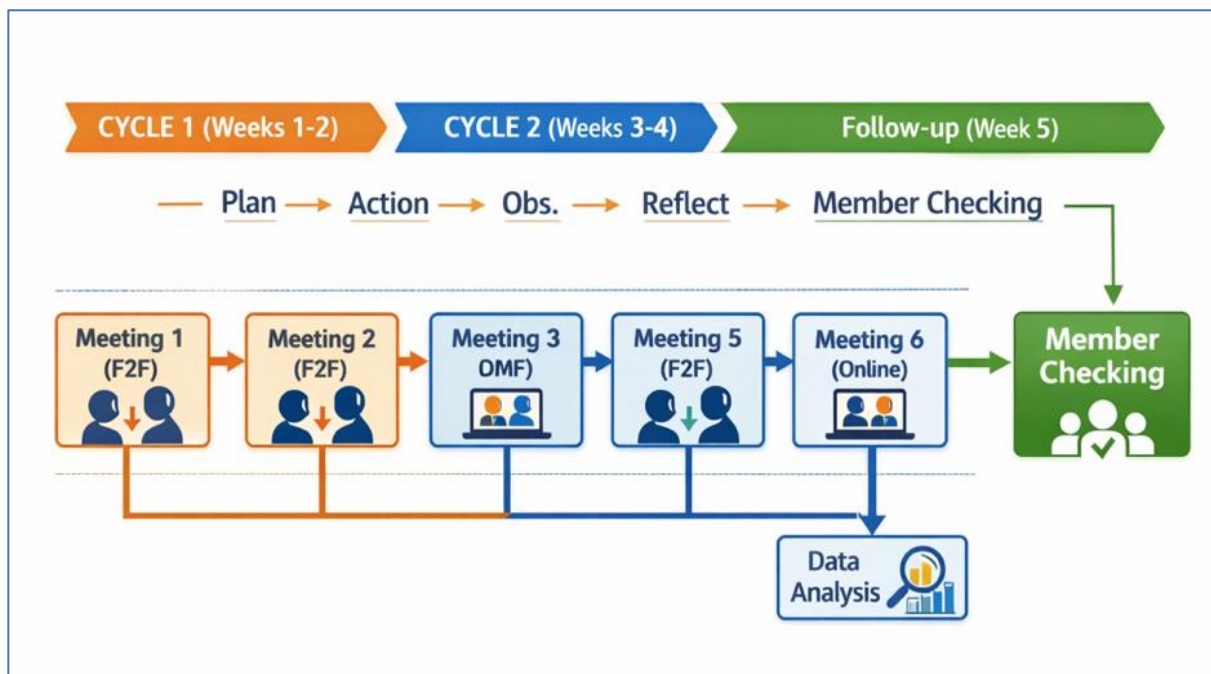 CYCLE 1 (Weeks 1-2)
CYCLE 2 (Weeks 3-4)
Follow-up (Week 5)
Plan
Action
Obs.
Reflect
Member Checking
Meeting 1
(F2F)
Meeting 2
(F2F)
Meeting 3
OMF)
Meeting 5
(F2F)
Meeting 6
(Online)
Member
Checking
Data
Analysis